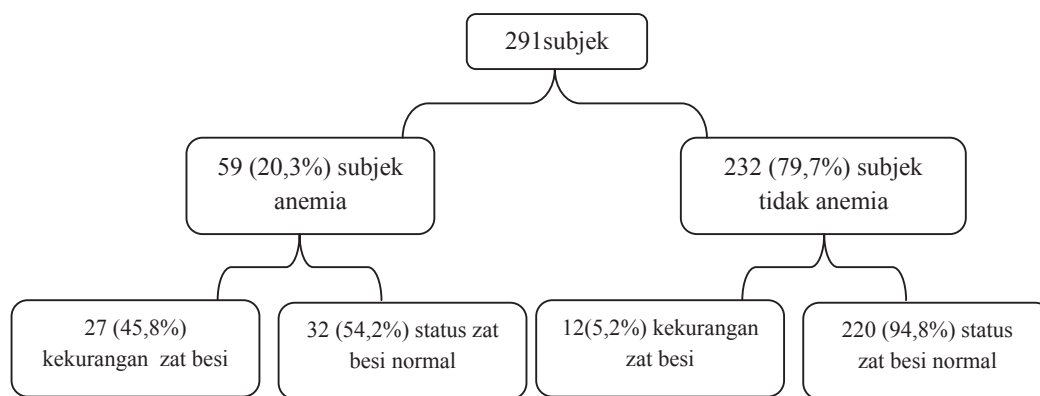 291subjek
59 (20,3%) subjek
anemia
232 (79,7%) subjek
tidak anemia
27 (45,8%)
kekurangan zat besi
32 (54,2%) status zat
besi normal
12(5,2%) kekurangan
zat besi
220 (94,8%) status
zat besi normal